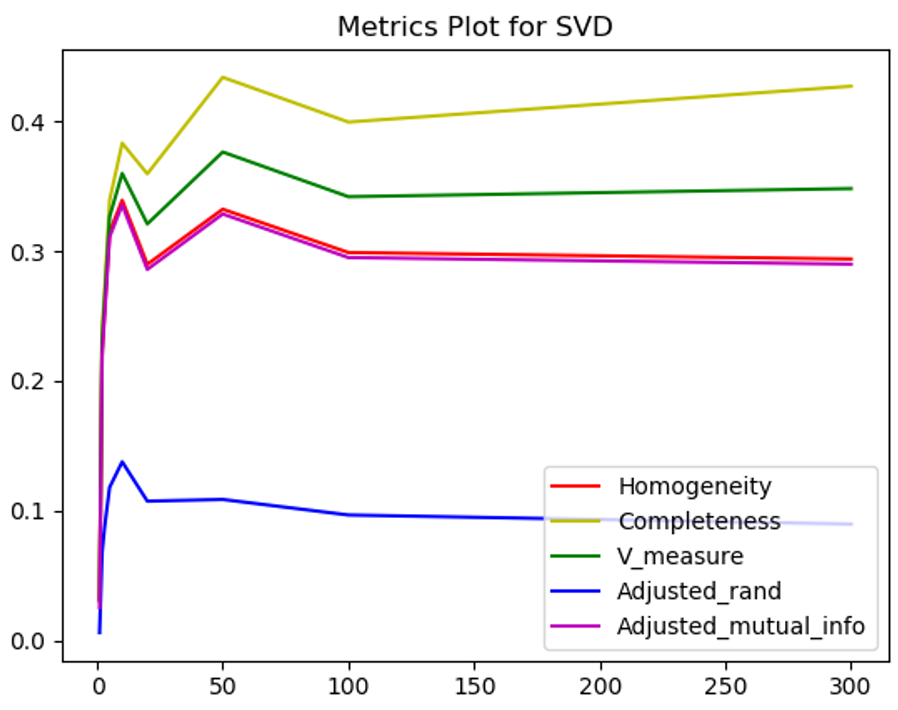 Metrics Plot for SVD
0.4
0.3
0.2
0.1
0.0
Homogeneity
Completeness
V_measure
Adjusted_rand
Adjusted_mutual_info
0 50 100 150 200 250 300